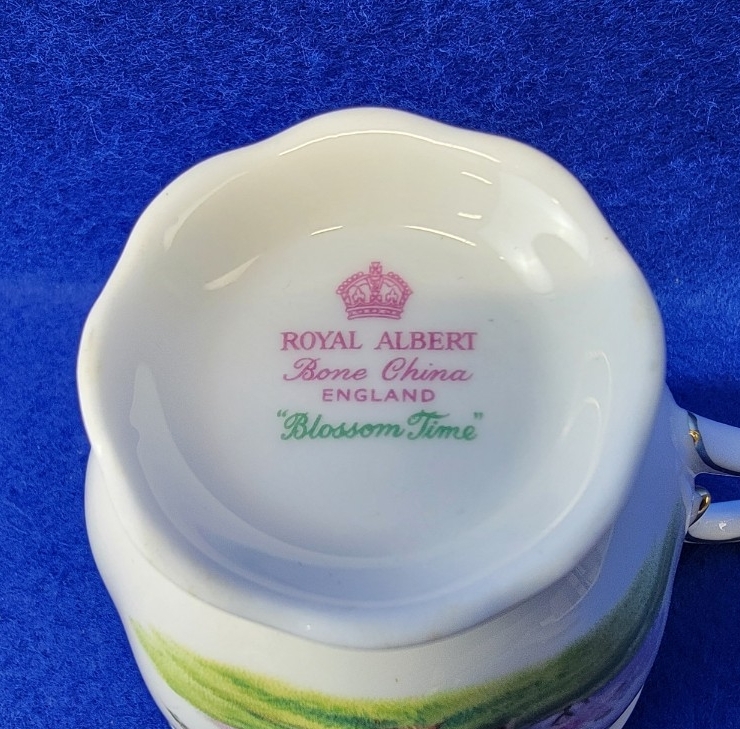 ROYAL ALBERT
Bone China
ENGLAND
"Blossom Time"